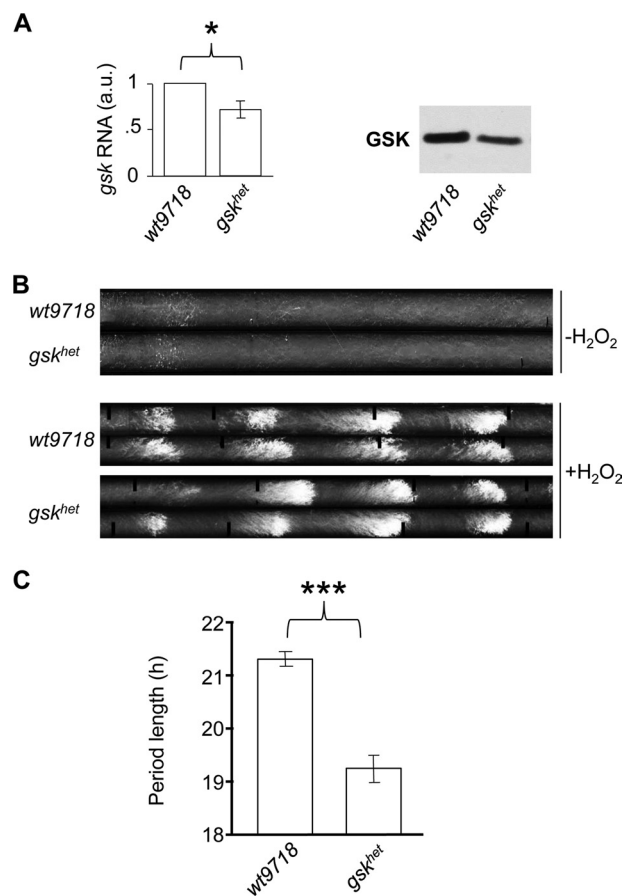 A
*
gsk RNA (a.u.)
1
.5
0
wt9718
gskhet
GSK
wt9718
gskhet
B
wt9718
gskhet
-H2O2
wt9718
gskhet
+H2O2
C
***
Period length (h)
22
21
20
19
18
wt9718
gskhet